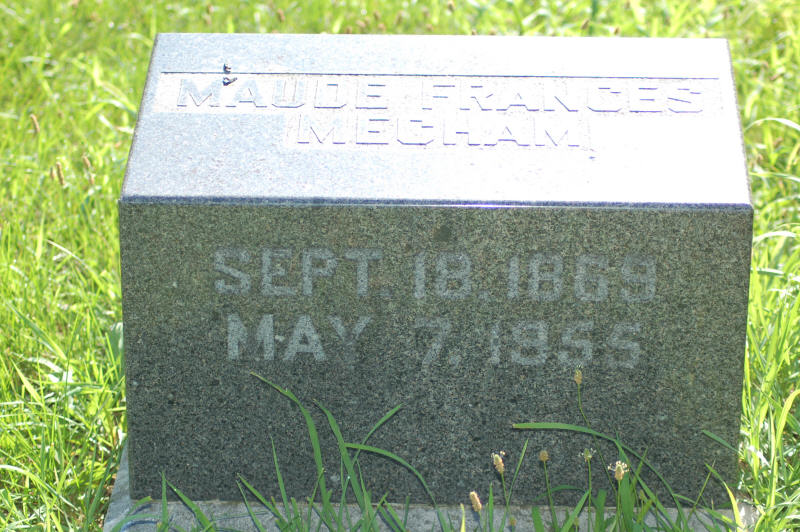 MAUDE FRANCES
MECHAM
SEPT. 18, 1869
MAY 7, 1955